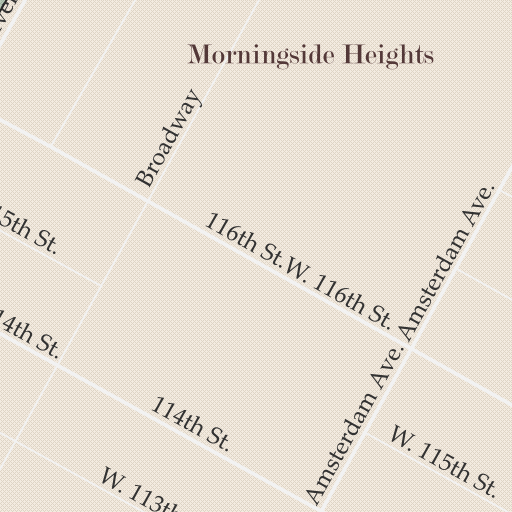 Morningside Heights
Broadway
116th St.
W. 116th St.
Amsterdam Ave.
Amsterdam Ave.
15th St.
14th St.
114th St.
W. 115th St.
W. 113th